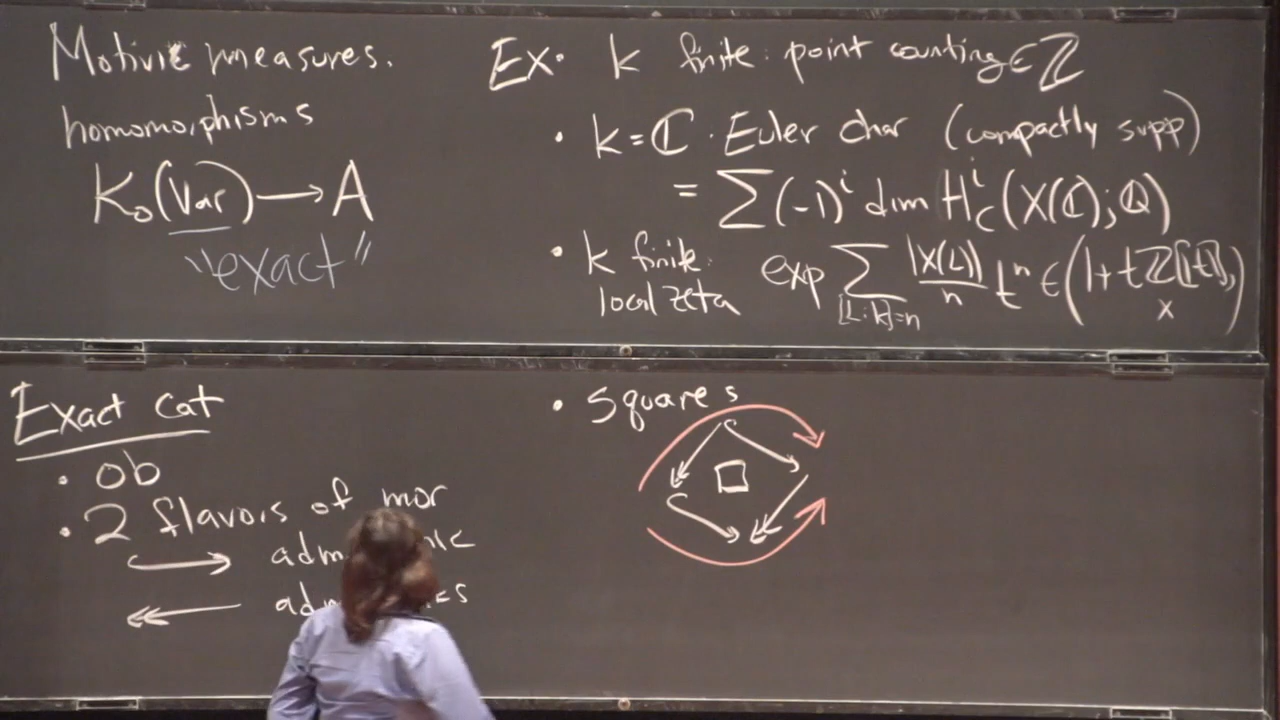 Motivic measures.
homomorphisms
K₀(Var) → A
"exact"
Ex: k finite: point counting ∈ ℤ
• k = ℂ · Euler char (compactly supp)
= ∑(-1)ⁱ dim Hⁱ_c(X(ℂ); ℚ)
• k finite: local zeta exp ∑_{[L:k]=n} |X(L)|/n tⁿ ∈ (1 + tℤ[[t]], ×)
Exact cat
• ob
• 2 flavors of mor
• Squares
□